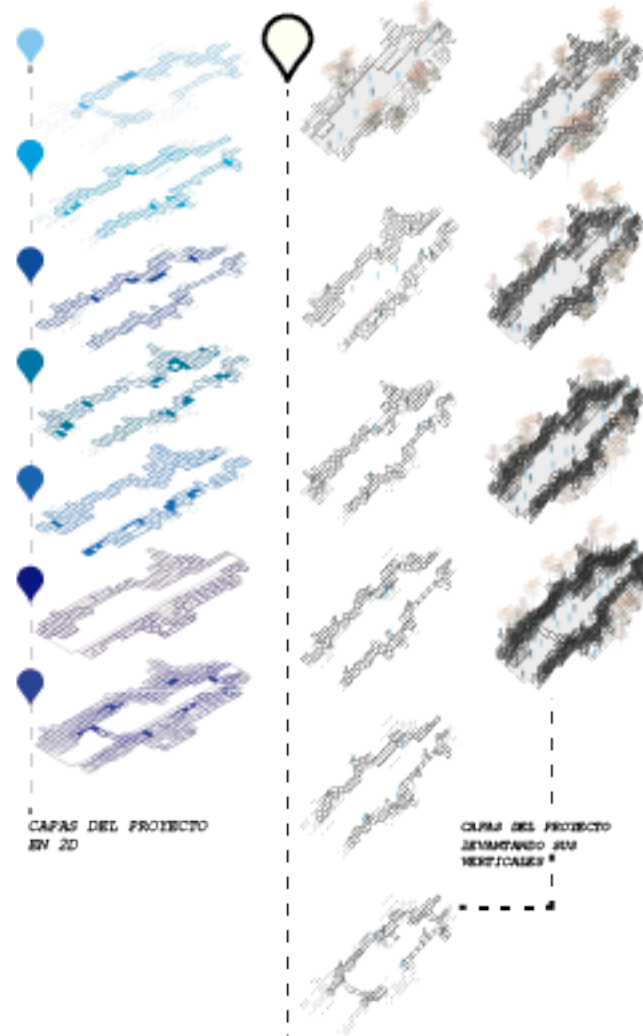 CAPAS DEL PROYECTO
EN 2D
CAPAS DEL PROYECTO
LEVANTANDO SUS
VERTICALES